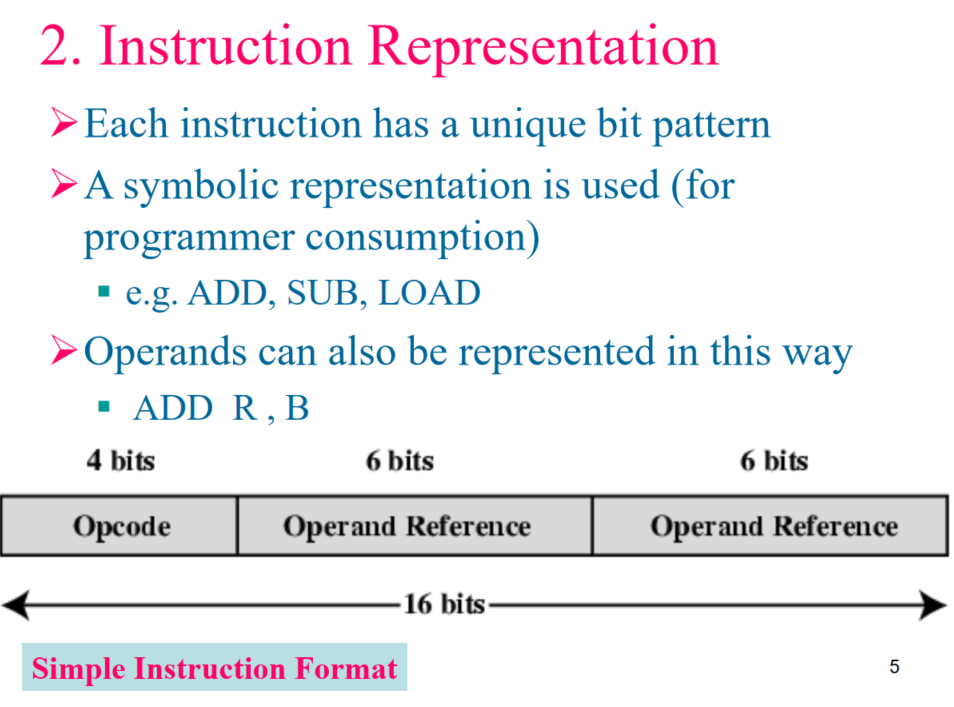 2. Instruction Representation
Each instruction has a unique bit pattern
A symbolic representation is used (for
programmer consumption)
e.g. ADD, SUB, LOAD
Operands can also be represented in this way
ADD R , B
4 bits 6 bits 6 bits
Opcode Operand Reference Operand Reference
16 bits
Simple Instruction Format
5